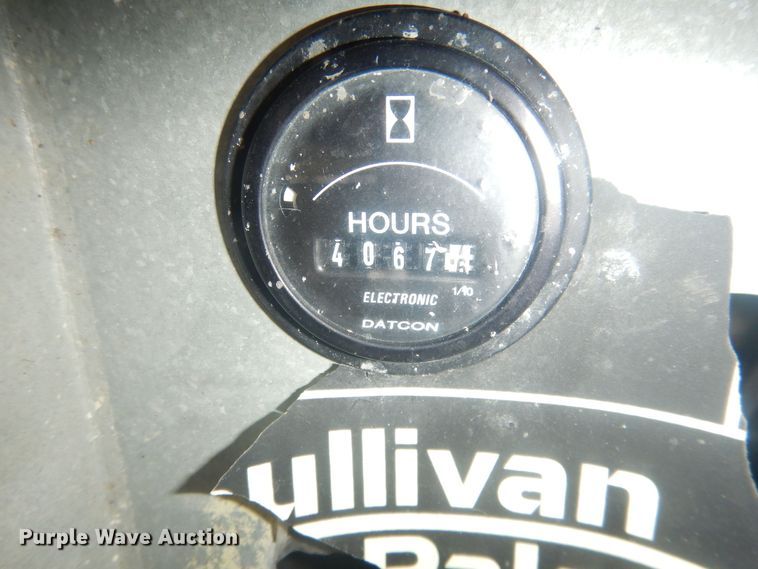 HOURS
4067
1/10
ELECTRONIC
DATCON
ullivan
Purple Wave Auction